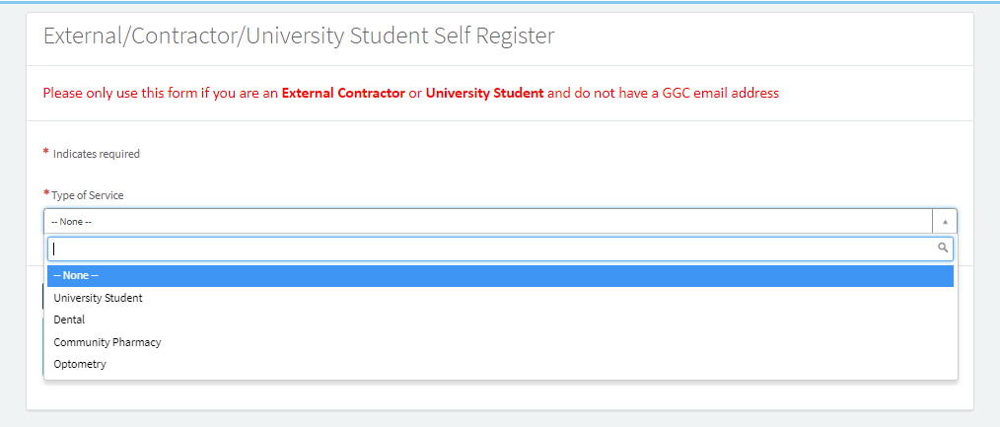 External/Contractor/University Student Self Register
Please only use this form if you are an External Contractor or University Student and do not have a GGC email address
* Indicates required
* Type of Service
-- None --
-- None --
University Student
Dental
Community Pharmacy
Optometry